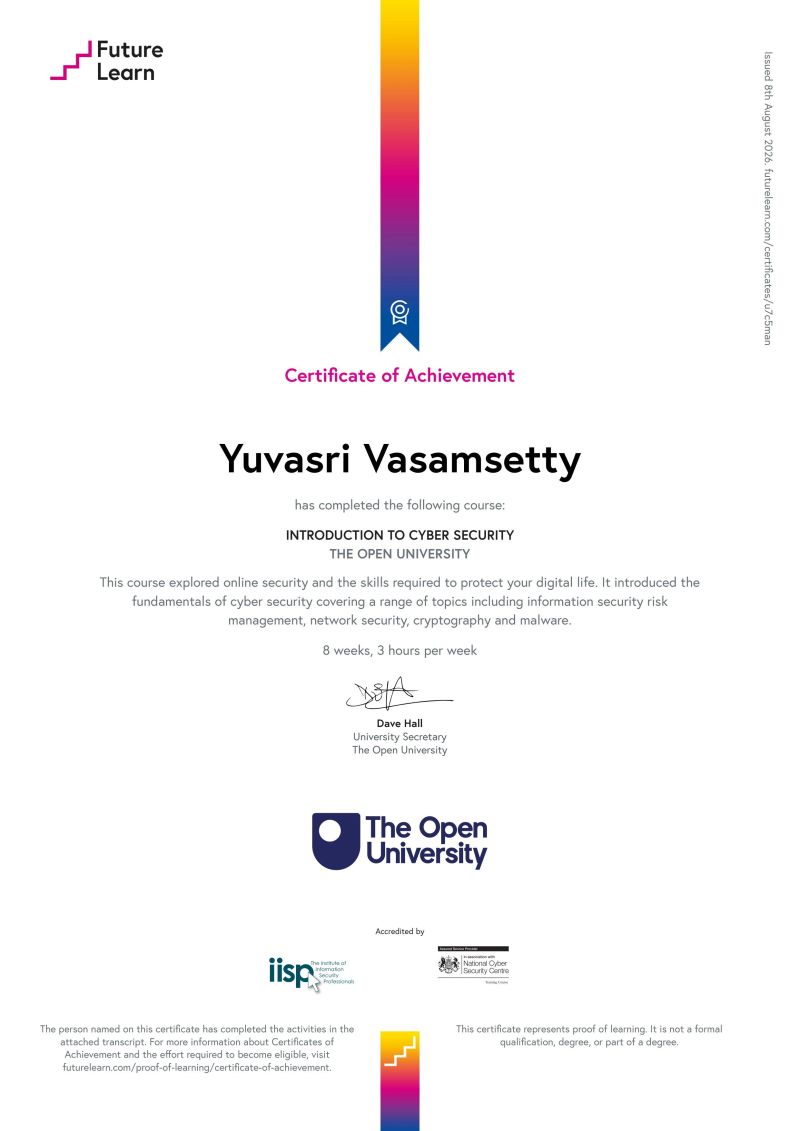 Future
Learn
Issued 8th August 2026. futurelearn.com/certificates/u7c5man
Certificate of Achievement
Yuvasri Vasamsetty
has completed the following course:
INTRODUCTION TO CYBER SECURITY
THE OPEN UNIVERSITY
This course explored online security and the skills required to protect your digital life. It introduced the
fundamentals of cyber security covering a range of topics including information security risk
management, network security, cryptography and malware.
8 weeks, 3 hours per week
Dave Hall
University Secretary
The Open University
The Open
University
Accredited by
iisp
The Institute of
Information
Security
Professionals
Assured Service Provider
in association with
National Cyber
Security Centre
Training Course
The person named on this certificate has completed the activities in the
attached transcript. For more information about Certificates of
Achievement and the effort required to become eligible, visit
futurelearn.com/proof-of-learning/certificate-of-achievement.
This certificate represents proof of learning. It is not a formal
qualification, degree, or part of a degree.